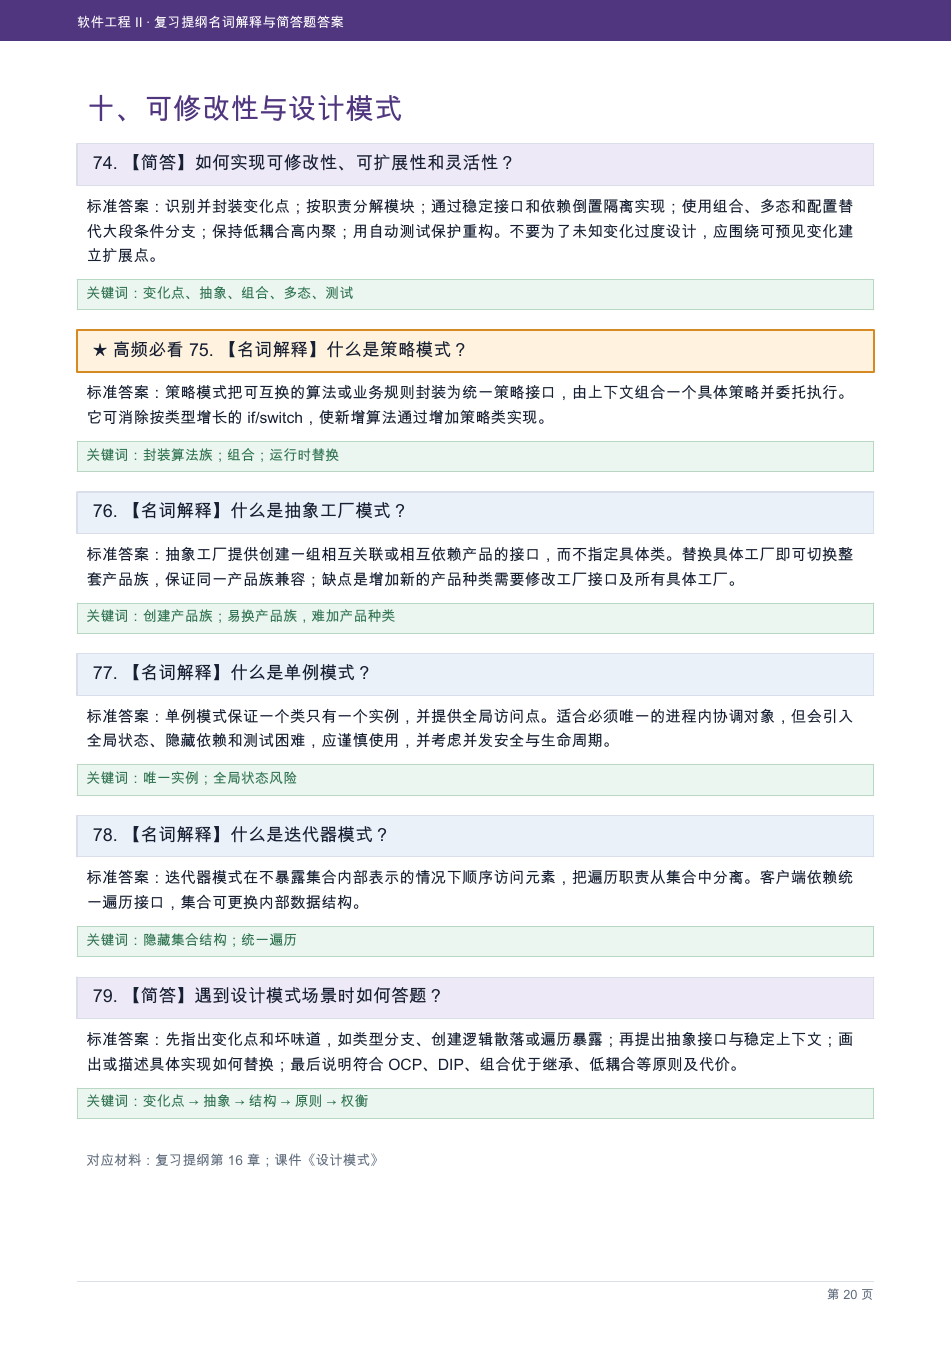 软件工程 II · 复习提纲名词解释与简答题答案
十、可修改性与设计模式
74. 【简答】如何实现可修改性、可扩展性和灵活性？
标准答案：识别并封装变化点；按职责分解模块；通过稳定接口和依赖倒置隔离实现；使用组合、多态和配置替
代大段条件分支；保持低耦合高内聚；用自动测试保护重构。不要为了未知变化过度设计，应围绕可预见变化建
立扩展点。
关键词：变化点、抽象、组合、多态、测试
★ 高频必看 75. 【名词解释】什么是策略模式？
标准答案：策略模式把可互换的算法或业务规则封装为统一策略接口，由上下文组合一个具体策略并委托执行。
它可消除按类型增长的 if/switch，使新增算法通过增加策略类实现。
关键词：封装算法族；组合；运行时替换
76. 【名词解释】什么是抽象工厂模式？
标准答案：抽象工厂提供创建一组相互关联或相互依赖产品的接口，而不指定具体类。替换具体工厂即可切换整
套产品族，保证同一产品族兼容；缺点是增加新的产品种类需要修改工厂接口及所有具体工厂。
关键词：创建产品族；易换产品族，难加产品种类
77. 【名词解释】什么是单例模式？
标准答案：单例模式保证一个类只有一个实例，并提供全局访问点。适合必须唯一的进程内协调对象，但会引入
全局状态、隐藏依赖和测试困难，应谨慎使用，并考虑并发安全与生命周期。
关键词：唯一实例；全局状态风险
78. 【名词解释】什么是迭代器模式？
标准答案：迭代器模式在不暴露集合内部表示的情况下顺序访问元素，把遍历职责从集合中分离。客户端依赖统
一遍历接口，集合可更换内部数据结构。
关键词：隐藏集合结构；统一遍历
79. 【简答】遇到设计模式场景时如何答题？
标准答案：先指出变化点和坏味道，如类型分支、创建逻辑散落或遍历暴露；再提出抽象接口与稳定上下文；画
出或描述具体实现如何替换；最后说明符合 OCP、DIP、组合优于继承、低耦合等原则及代价。
关键词：变化点 → 抽象 → 结构 → 原则 → 权衡
对应材料：复习提纲第 16 章；课件《设计模式》
第 20 页